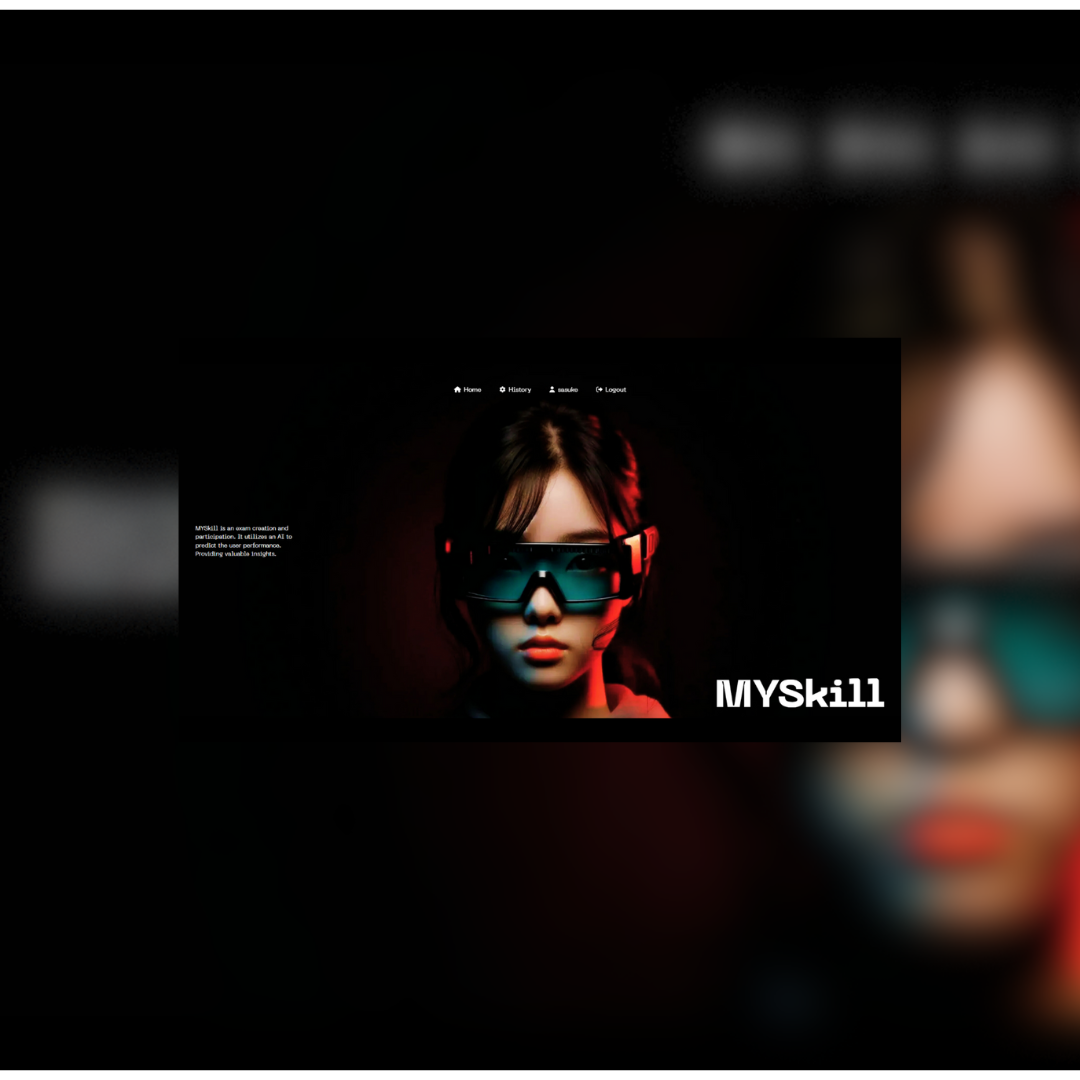 Home History sasuke Logout
MYSkill is an exam creation and
participation. It utilizes an AI to
predict the user performance.
Providing valuable insights.
MYSkill